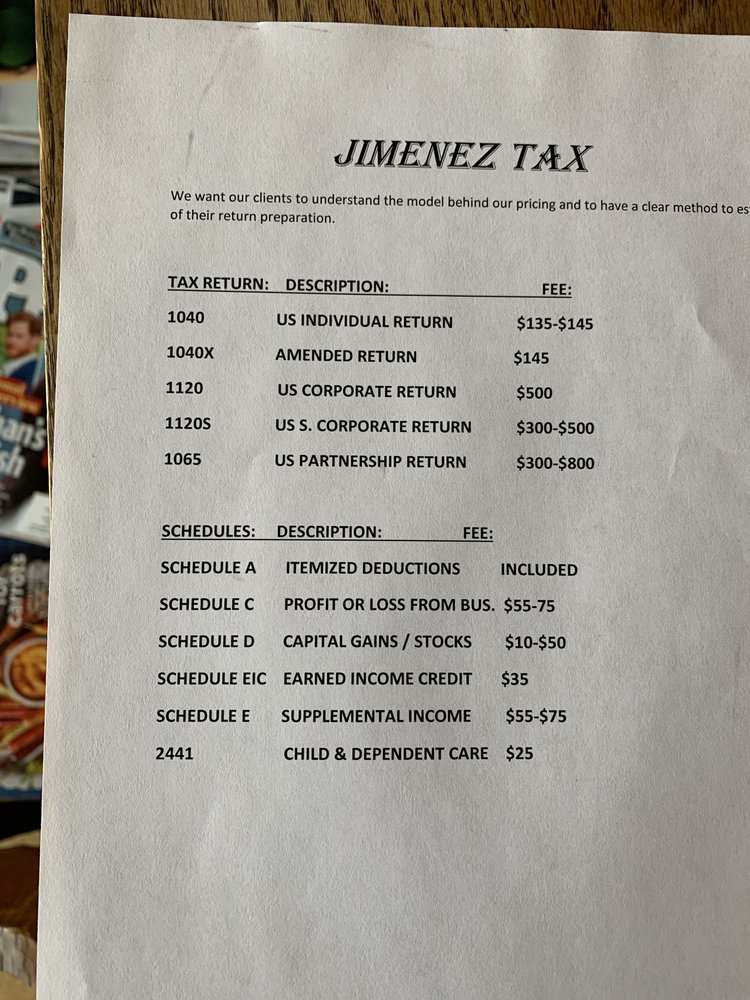 JIMENEZ TAX
We want our clients to understand the model behind our pricing and to have a clear method to es
of their return preparation.
TAX RETURN: DESCRIPTION: FEE:
1040 US INDIVIDUAL RETURN $135-$145
1040X AMENDED RETURN $145
1120 US CORPORATE RETURN $500
1120S US S. CORPORATE RETURN $300-$500
1065 US PARTNERSHIP RETURN $300-$800
SCHEDULES: DESCRIPTION: FEE:
SCHEDULE A ITEMIZED DEDUCTIONS INCLUDED
SCHEDULE C PROFIT OR LOSS FROM BUS. $55-75
SCHEDULE D CAPITAL GAINS / STOCKS $10-$50
SCHEDULE EIC EARNED INCOME CREDIT $35
SCHEDULE E SUPPLEMENTAL INCOME $55-$75
2441 CHILD & DEPENDENT CARE $25